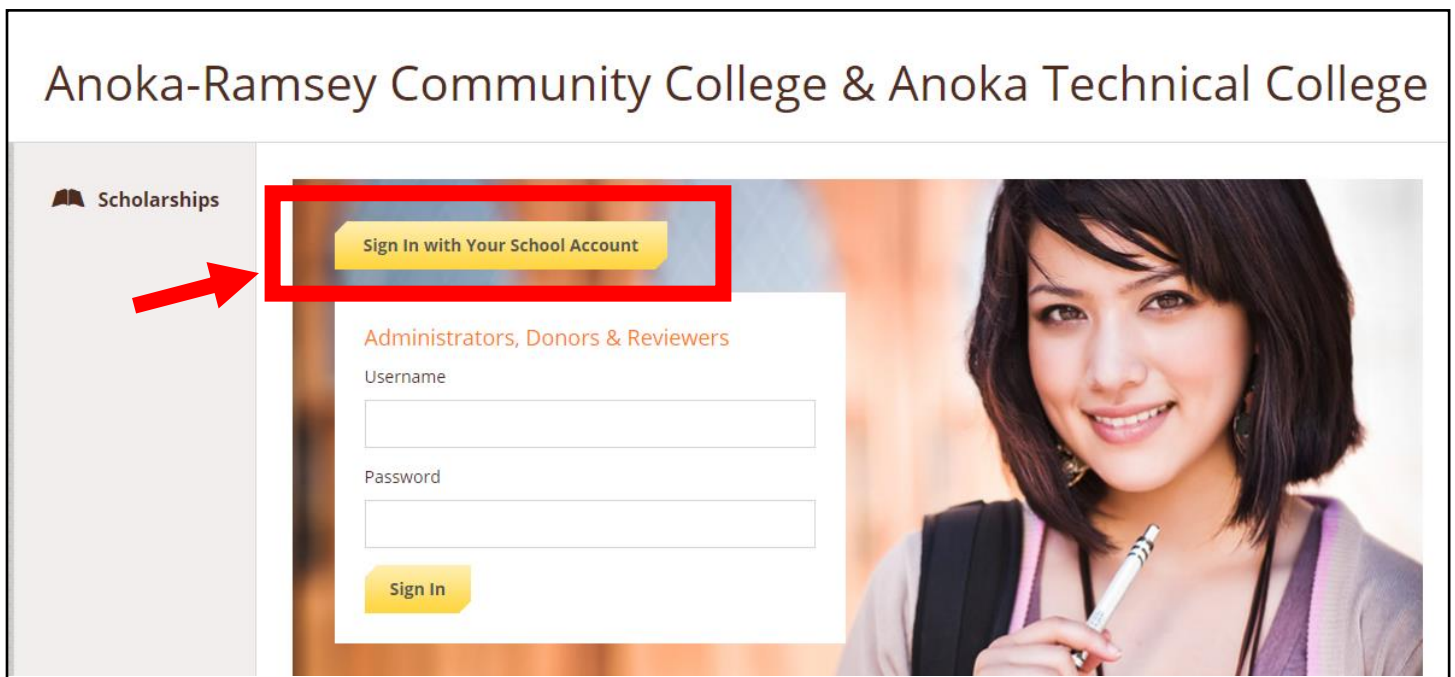 Anoka-Ramsey Community College & Anoka Technical College
Scholarships
Sign In with Your School Account
Administrators, Donors & Reviewers
Username
Password
Sign In